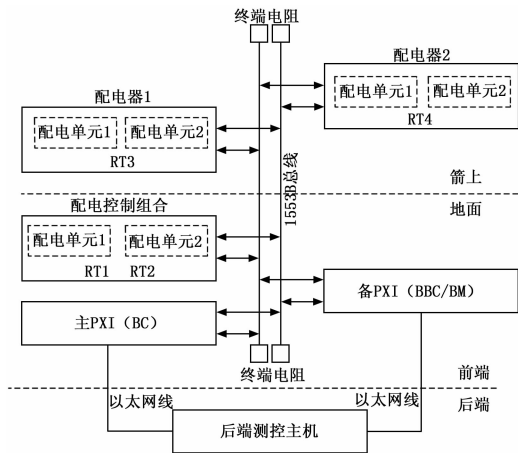 终端电阻
配电器2
配电单元1
配电单元2
RT4
配电器1
配电单元1
配电单元2
RT3
1553B总线
箭上
地面
配电控制组合
配电单元1
配电单元2
RT1
RT2
主PXI（BC）
备PXI（BBC/BM）
终端电阻
前端
后端
以太网线
以太网线
后端测控主机